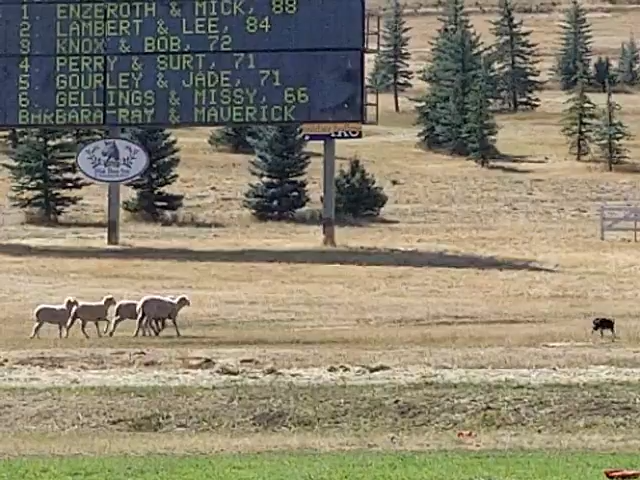 1 ENZEROTH & MICK, 88
2 LAMBERT & LEE, 84
3 KNOX & BOB, 72
4 PERRY & SURT, 71
5 GOURLEY & JADE, 71
6 GELLINGS & MISSY, 66
BARBARA RAY & MAVERICK